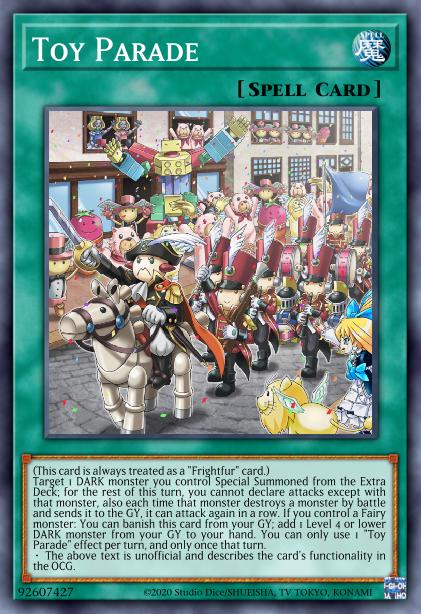 TOY PARADE
SPELL
魔
[SPELL CARD]
(This card is always treated as a "Frightfur" card.)
Target 1 DARK monster you control Special Summoned from the Extra
Deck; for the rest of this turn, you cannot declare attacks except with
that monster, also each time that monster destroys a monster by battle
and sends it to the GY, it can attack again in a row. If you control a Fairy
monster: You can banish this card from your GY; add 1 Level 4 or lower
DARK monster from your GY to your hand. You can only use 1 "Toy
Parade" effect per turn, and only once that turn.
· The above text is unofficial and describes the card's functionality in
the OCG.
92607427
©2020 Studio Dice/SHUEISHA, TV TOKYO, KONAMI